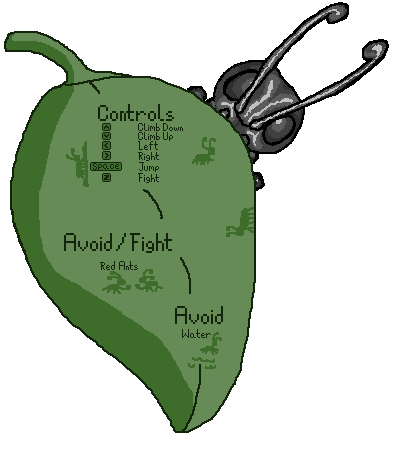 Controls
^ Climb Down
v Climb Up
< Left
> Right
Space Jump
Z Fight
Avoid/Fight
Red Ants
Avoid
Water